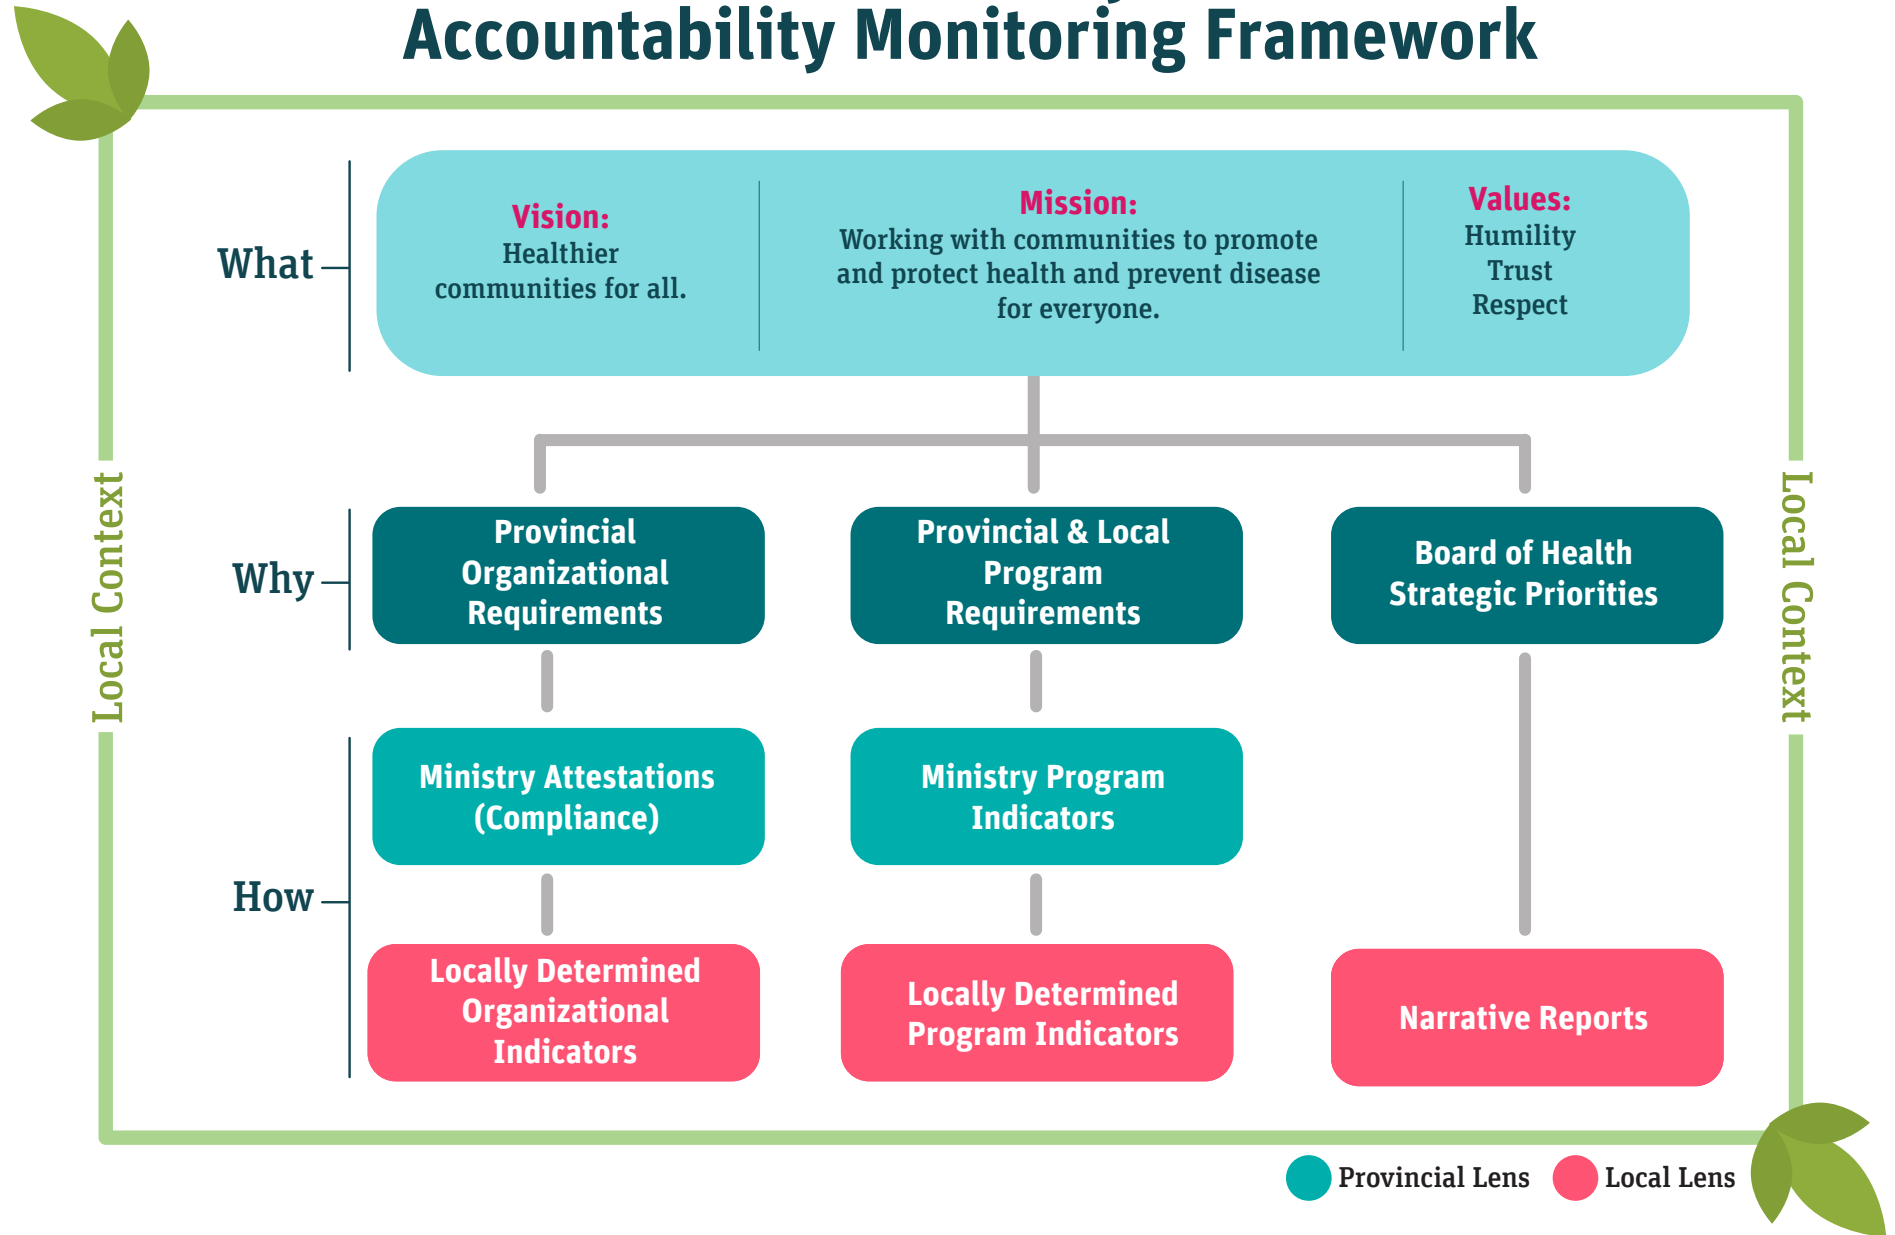 Accountability Monitoring Framework
What
Vision:
Healthier
communities for all.
Mission:
Working with communities to promote
and protect health and prevent disease
for everyone.
Values:
Humility
Trust
Respect
Local Context
Local Context
Why
Provincial
Organizational
Requirements
Provincial & Local
Program
Requirements
Board of Health
Strategic Priorities
How
Ministry Attestations
(Compliance)
Ministry Program
Indicators
Locally Determined
Organizational
Indicators
Locally Determined
Program Indicators
Narrative Reports
Provincial Lens
Local Lens